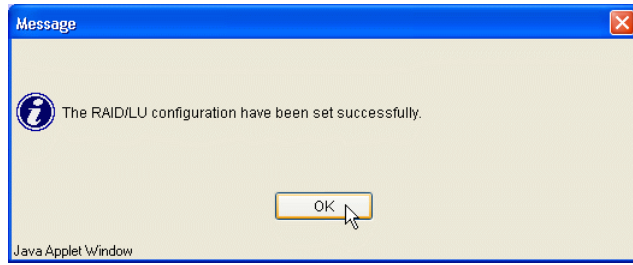 Message
The RAID/LU configuration have been set successfully.
OK
Java Applet Window